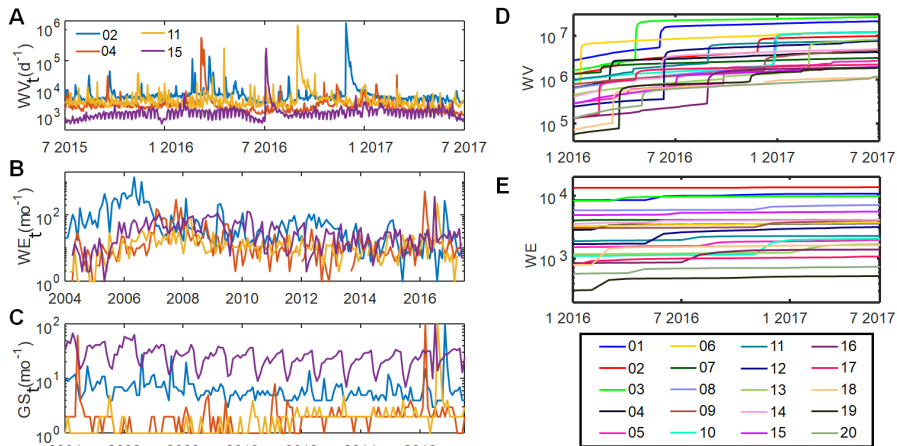 A
WV_t(d^-1)
10^6
10^4
10^3
02
04
11
15
7 2015
1 2016
7 2016
1 2017
7 2017
B
WE_t(mo^-1)
10^2
10^0
2004
2006
2008
2010
2012
2014
2016
C
GS_t(mo^-1)
10^2
10^1
10^0
D
WV
10^7
10^6
10^5
1 2016
7 2016
1 2017
7 2017
E
WE
10^4
10^3
1 2016
7 2016
1 2017
7 2017
01 06 11 16
02 07 12 17
03 08 13 18
04 09 14 19
05 10 15 20